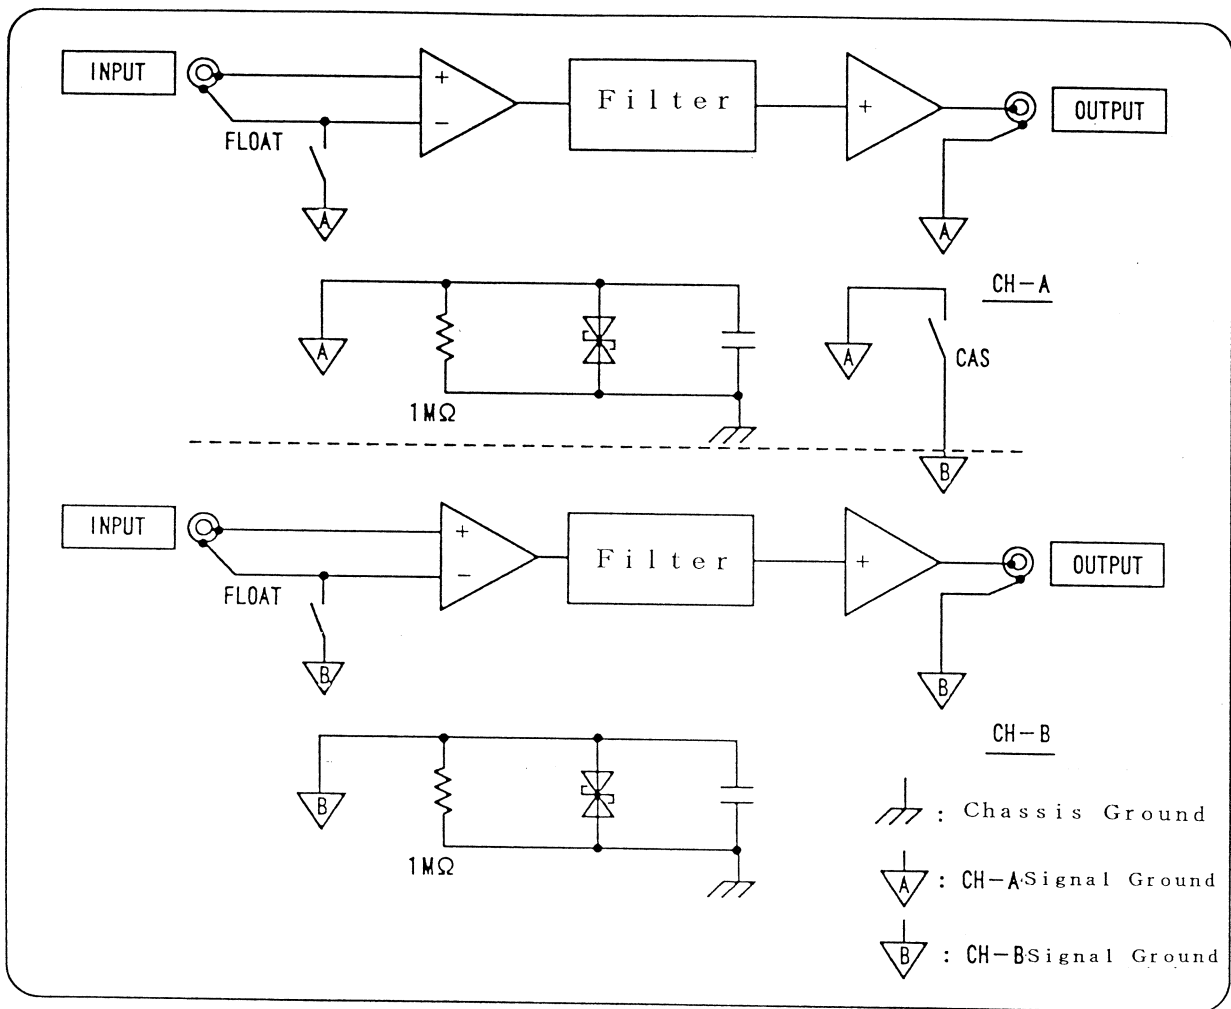 INPUT
+
−
Filter
+
OUTPUT
FLOAT
A
A
CH−A
A
1MΩ
A
CAS
B
INPUT
+
−
Filter
+
OUTPUT
FLOAT
B
B
CH−B
B
1MΩ
: Chassis Ground
A : CH−A Signal Ground
B : CH−B Signal Ground